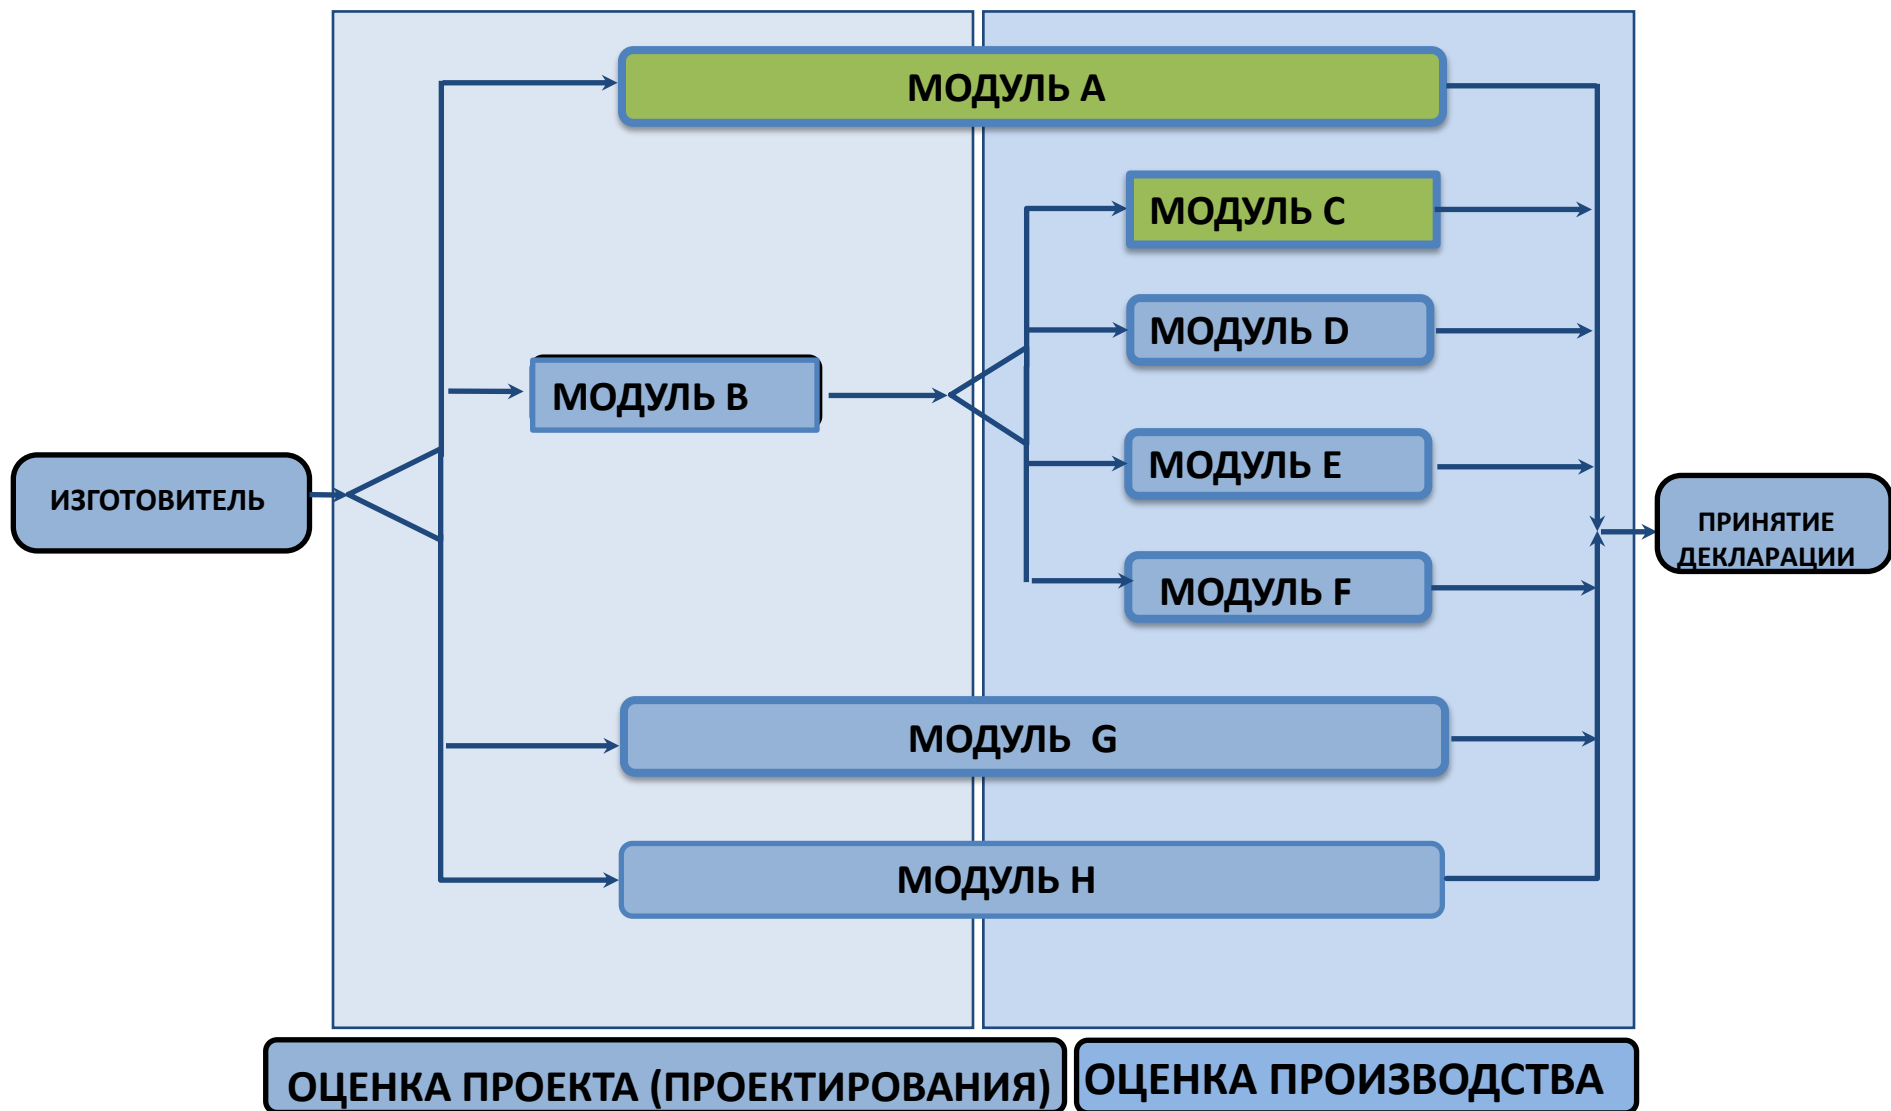 МОДУЛЬ A
МОДУЛЬ C
МОДУЛЬ D
МОДУЛЬ B
МОДУЛЬ E
ИЗГОТОВИТЕЛЬ
ПРИНЯТИЕ
ДЕКЛАРАЦИИ
МОДУЛЬ F
МОДУЛЬ G
МОДУЛЬ H
ОЦЕНКА ПРОЕКТА (ПРОЕКТИРОВАНИЯ)
ОЦЕНКА ПРОИЗВОДСТВА